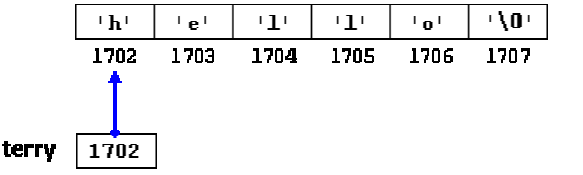 'h' 'e' 'l' 'l' 'o' '\0'
1702 1703 1704 1705 1706 1707
terry 1702